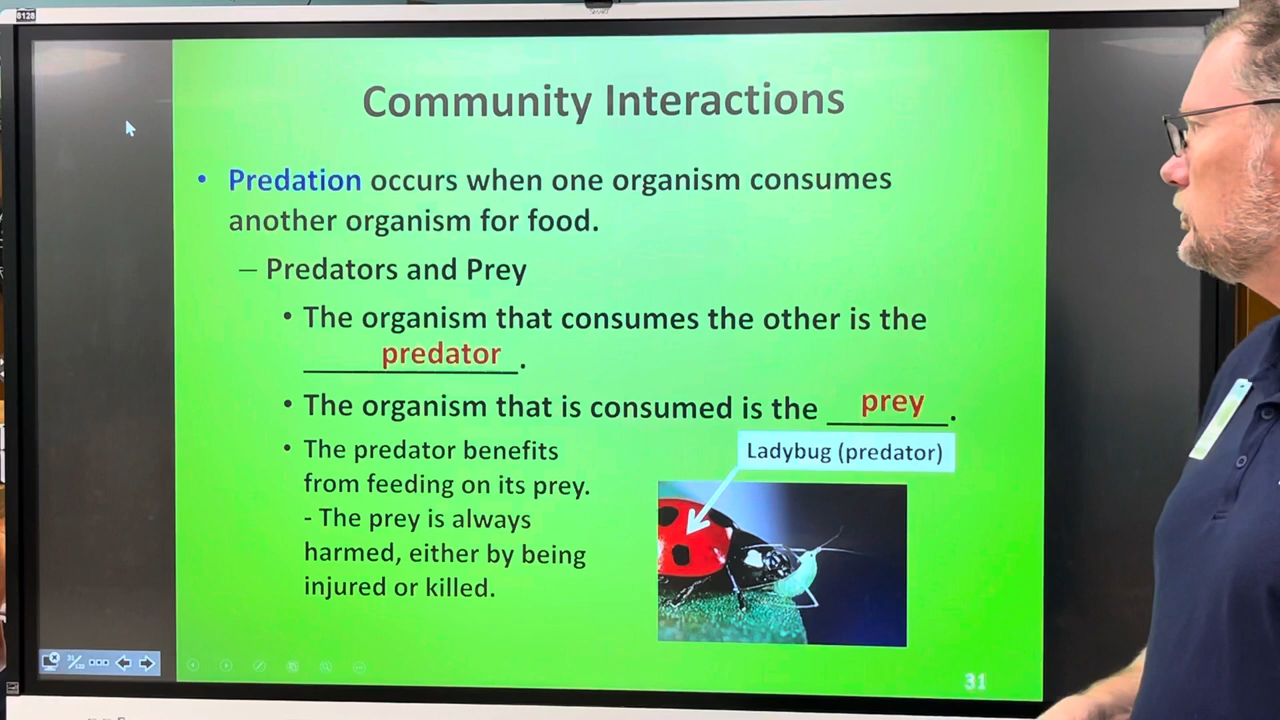 8128
Community Interactions
• Predation occurs when one organism consumes
another organism for food.
– Predators and Prey
• The organism that consumes the other is the
predator.
• The organism that is consumed is the prey.
• The predator benefits
from feeding on its prey.
- The prey is always
harmed, either by being
injured or killed.
Ladybug (predator)
31